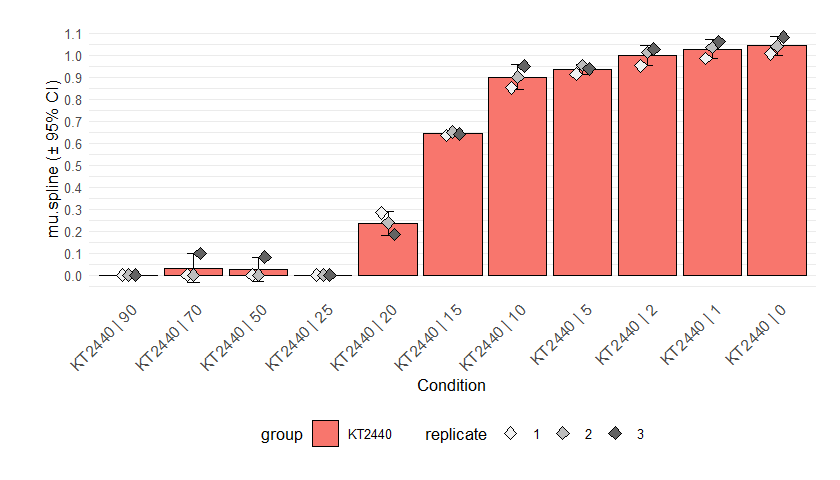 mu.spline (± 95% CI)
1.1
1.0
0.9
0.8
0.7
0.6
0.5
0.4
0.3
0.2
0.1
0.0
KT2440 | 90
KT2440 | 70
KT2440 | 50
KT2440 | 25
KT2440 | 20
KT2440 | 15
KT2440 | 10
KT2440 | 5
KT2440 | 2
KT2440 | 1
KT2440 | 0
Condition
group KT2440 replicate 1 2 3